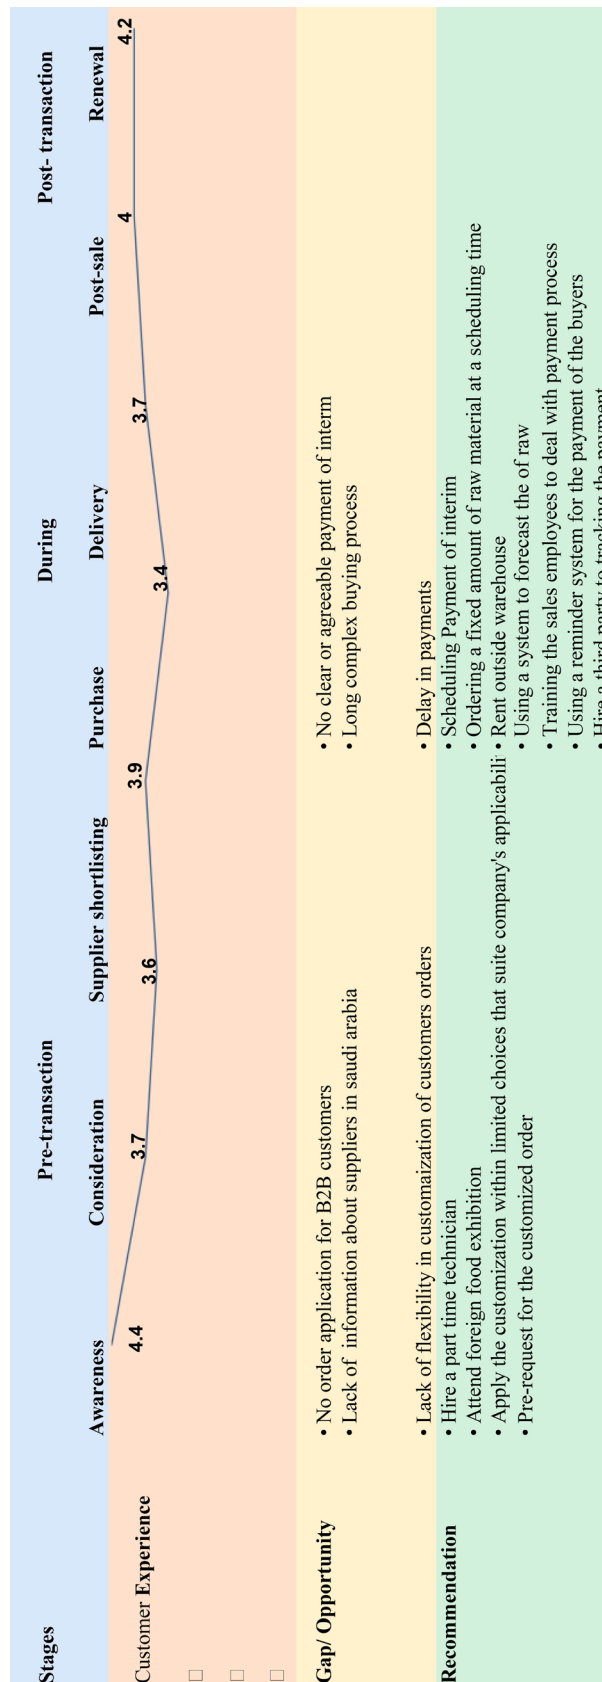 Stages
Pre-transaction
During
Post- transaction
Awareness
Consideration
Supplier shortlisting
Purchase
Delivery
Post-sale
Renewal
Customer Experience
4.4
3.7
3.6
3.9
3.4
3.7
4
4.2
Gap/ Opportunity
• No order application for B2B customers
• Lack of information about suppliers in saudi arabia
• Lack of flexibility in customaization of customers orders
• No clear or agreeable payment of interm
• Long complex buying process
• Delay in payments
Recommendation
• Hire a part time technician
• Attend foreign food exhibition
• Apply the customization within limited choices that suite company's applicabili
• Pre-request for the customized order
• Scheduling Payment of interim
• Ordering a fixed amount of raw material at a scheduling time
• Rent outside warehouse
• Using a system to forecast the of raw
• Training the sales employees to deal with payment process
• Using a reminder system for the payment of the buyers
• Hire a third party to tracking the payment